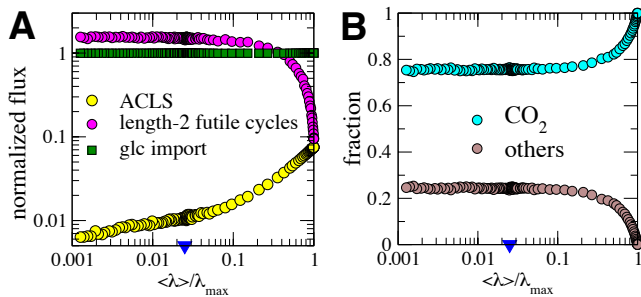 A
normalized flux
1
0.1
0.01
ACLS
length-2 futile cycles
glc import
0.001 0.01 0.1 1
<λ>/λmax
B
fraction
1
0.8
0.6
0.4
0.2
0
CO2
others
0.001 0.01 0.1 1
<λ>/λmax